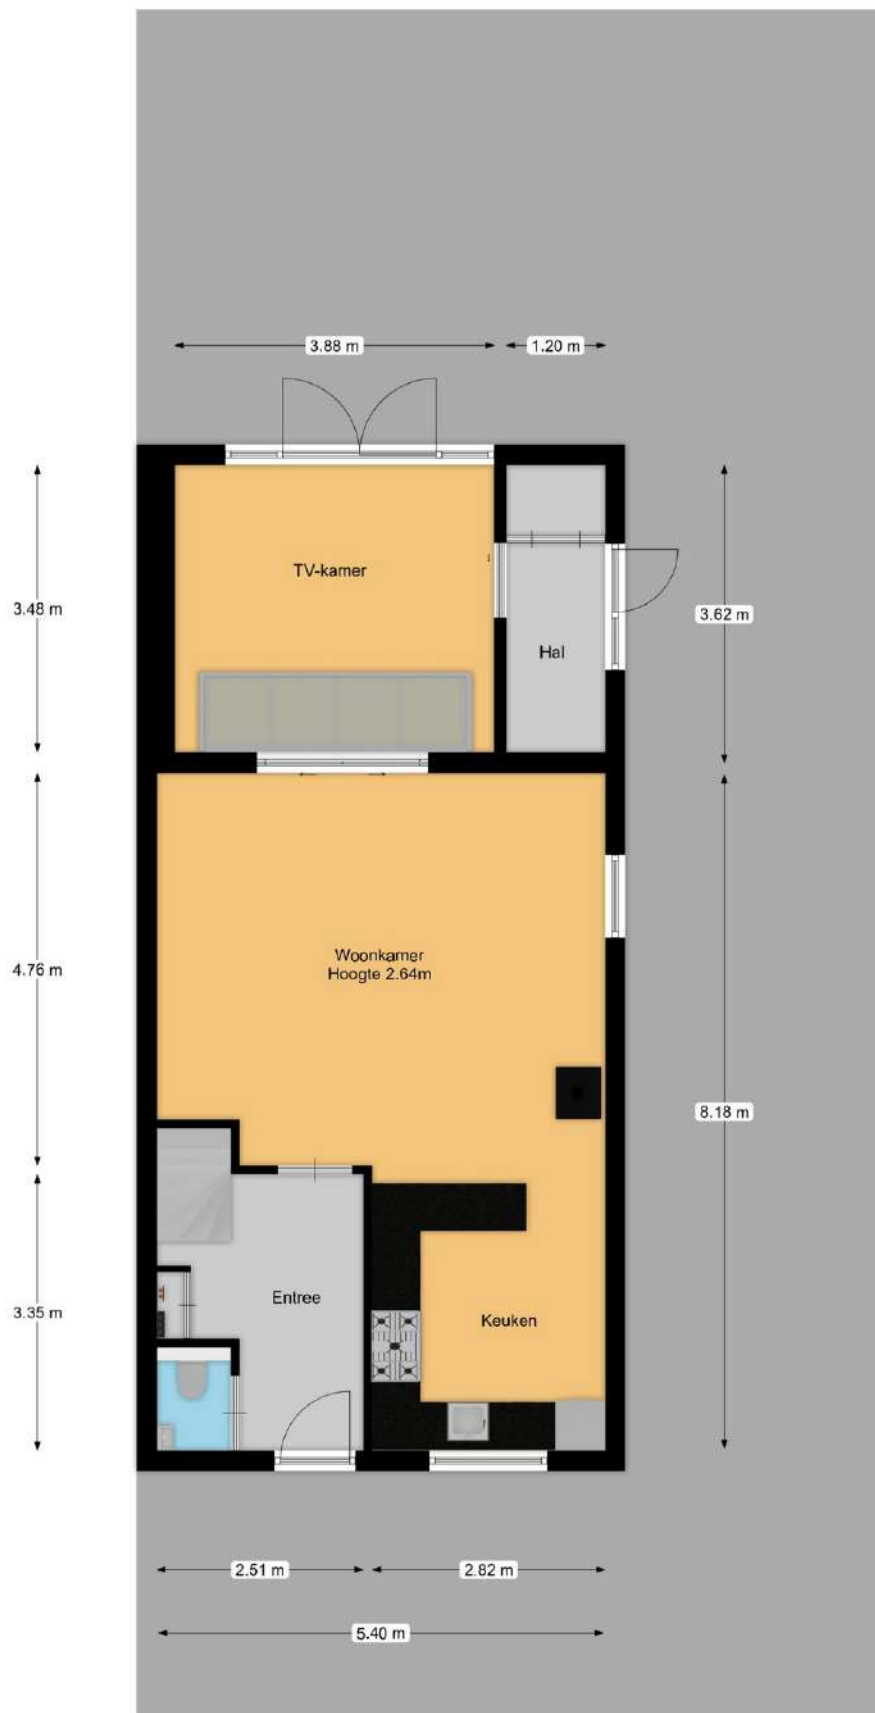 3.88 m
1.20 m
TV-kamer
3.48 m
3.62 m
Hal
Woonkamer
Hoogte 2.64m
4.76 m
8.18 m
Entree
3.35 m
Keuken
2.51 m
2.82 m
5.40 m